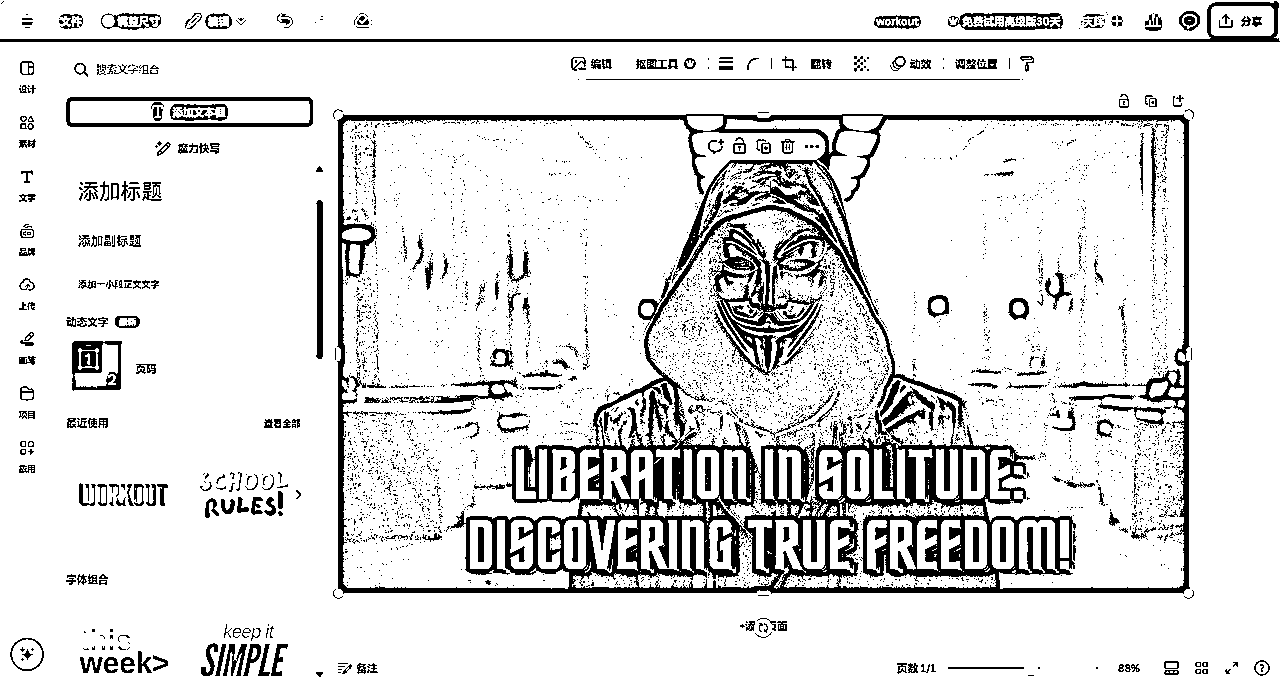 文件
调整尺寸
编辑
workout
免费试用高级版30天
分享
设计
素材
文字
品牌
上传
画笔
项目
应用
搜索文字组合
添加文本框
魔力快写
添加标题
添加副标题
添加一小段正文文字
动态文字
页码
最近使用
查看全部
WORKOUT
SCHOOL
RULES!
字体组合
this
week>
keep it
SIMPLE
编辑
抠图工具
翻转
动效
调整位置
LIBERATION IN SOLITUDE:
DISCOVERING TRUE FREEDOM!
备注
页数 1/1
88%